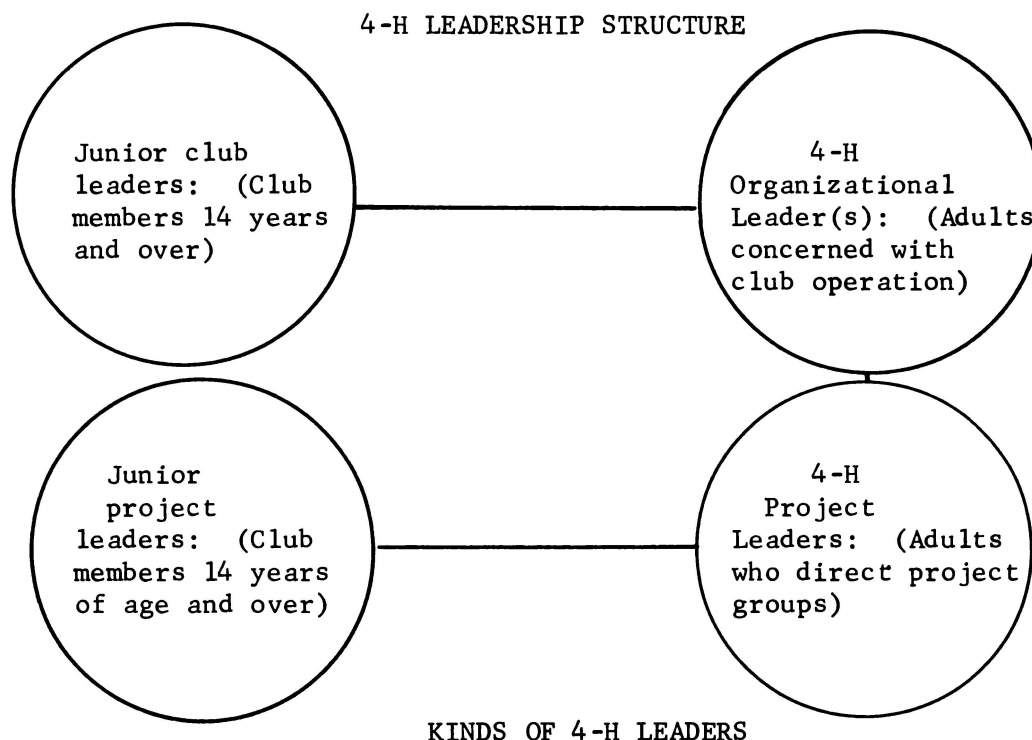 4-H LEADERSHIP STRUCTURE
Junior club
leaders: (Club
members 14 years
and over)
4-H
Organizational
Leader(s): (Adults
concerned with
club operation)
Junior
project
leaders: (Club
members 14 years
of age and over)
4-H
Project
Leaders: (Adults
who direct project
groups)
KINDS OF 4-H LEADERS